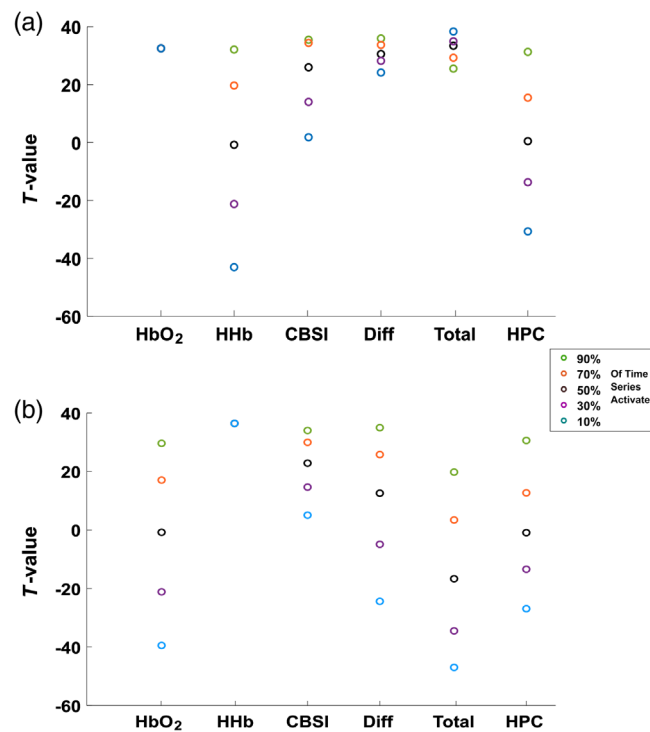 (a)
40
20
0
-20
-40
-60
T-value
HbO2 HHb CBSI Diff Total HPC
90%
70% Of Time
50% Series
30% Activate
10%
(b)
40
20
0
-20
-40
-60
T-value
HbO2 HHb CBSI Diff Total HPC